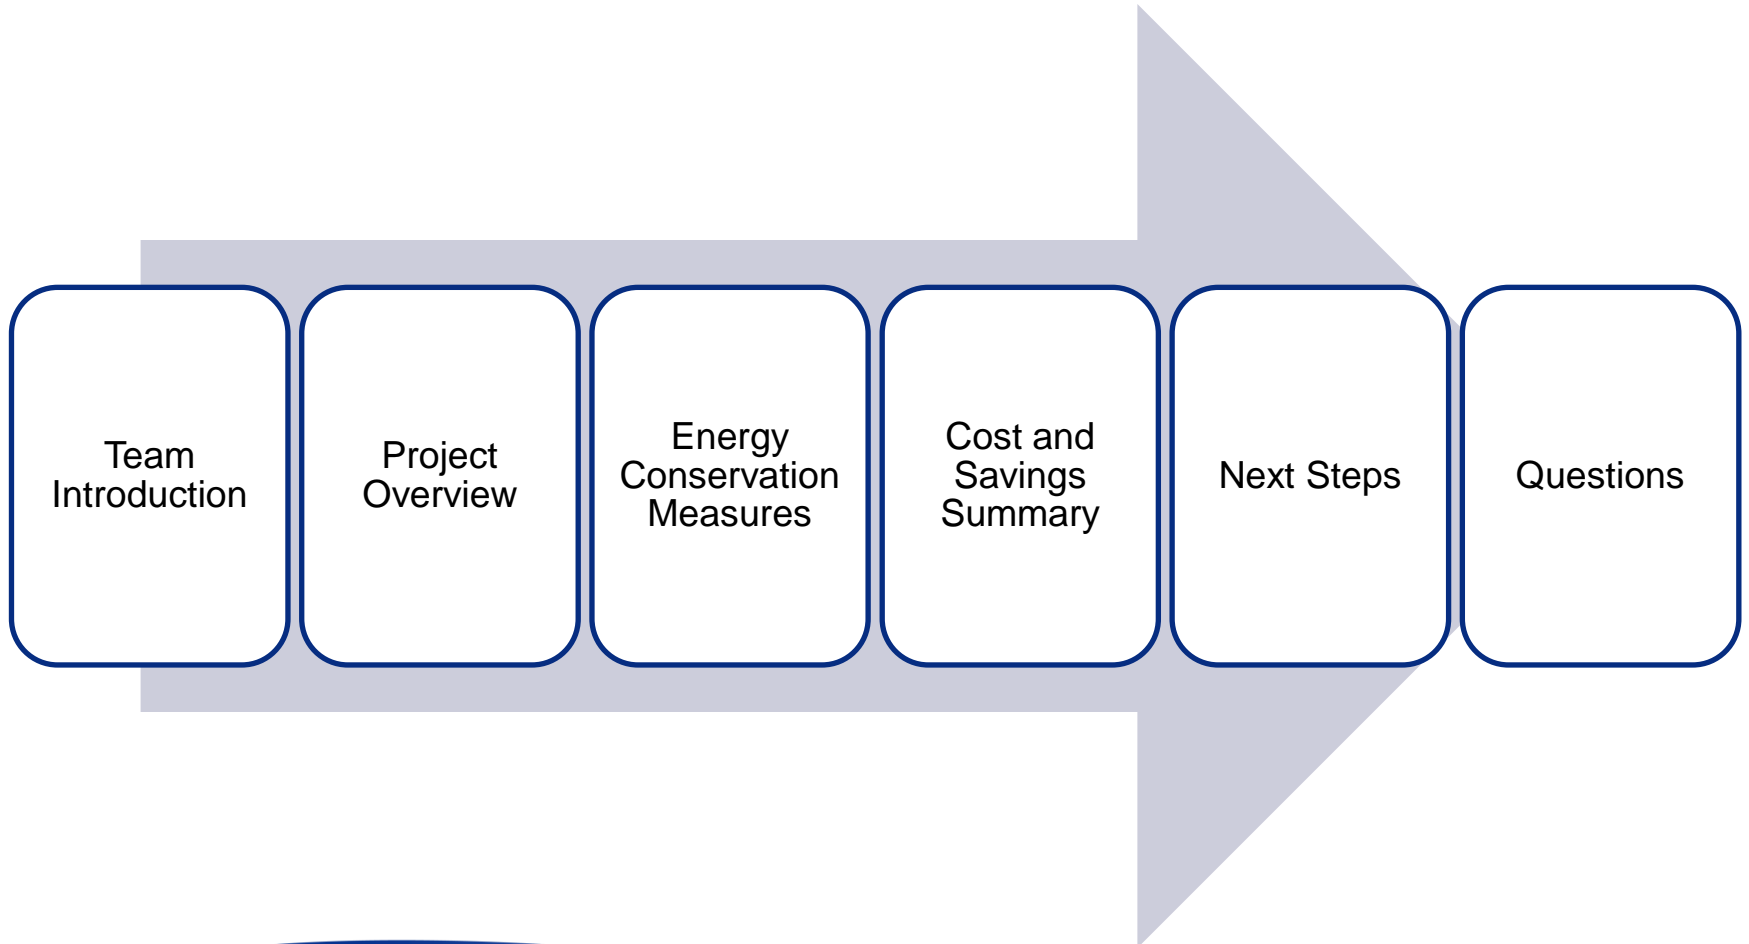 Team
Introduction
Project
Overview
Energy
Conservation
Measures
Cost and
Savings
Summary
Next Steps
Questions